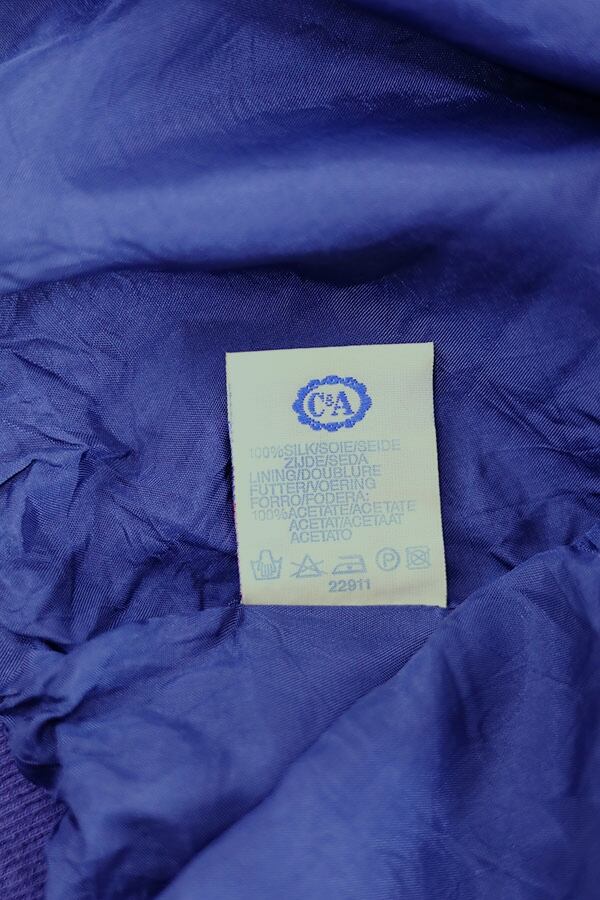 C&A
100%SILK/SOIE/SEIDE
ZIJDE/SEDA
LINING/DOUBLURE
FUTTER/VOERING
FORRO/FODERA:
100%ACETATE/ACETATE
ACETAT/ACETAAT
ACETATO
P
22911